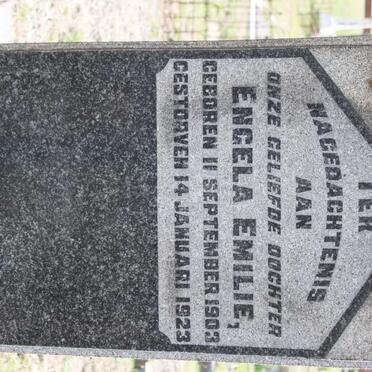 TER
NAGEDACHTENIS
AAN
ONZE GELIEFDE DOCHTER
ENGELA EMILIE,
GEBOREN 11 SEPTEMBER 1903
GESTORVEN 14 JANUARI 1923